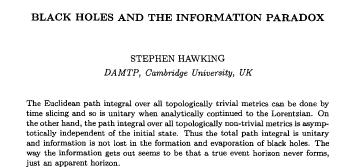 BLACK HOLES AND THE INFORMATION PARADOX
STEPHEN HAWKING
DAMTP, Cambridge University, UK
The Euclidean path integral over all topologically trivial metrics can be done by
time slicing and so is unitary when analytically continued to the Lorentzian. On
the other hand, the path integral over all topologically non-trivial metrics is asymp-
totically independent of the initial state. Thus the total path integral is unitary
and information is not lost in the formation and evaporation of black holes. The
way the information gets out seems to be that a true event horizon never forms,
just an apparent horizon.